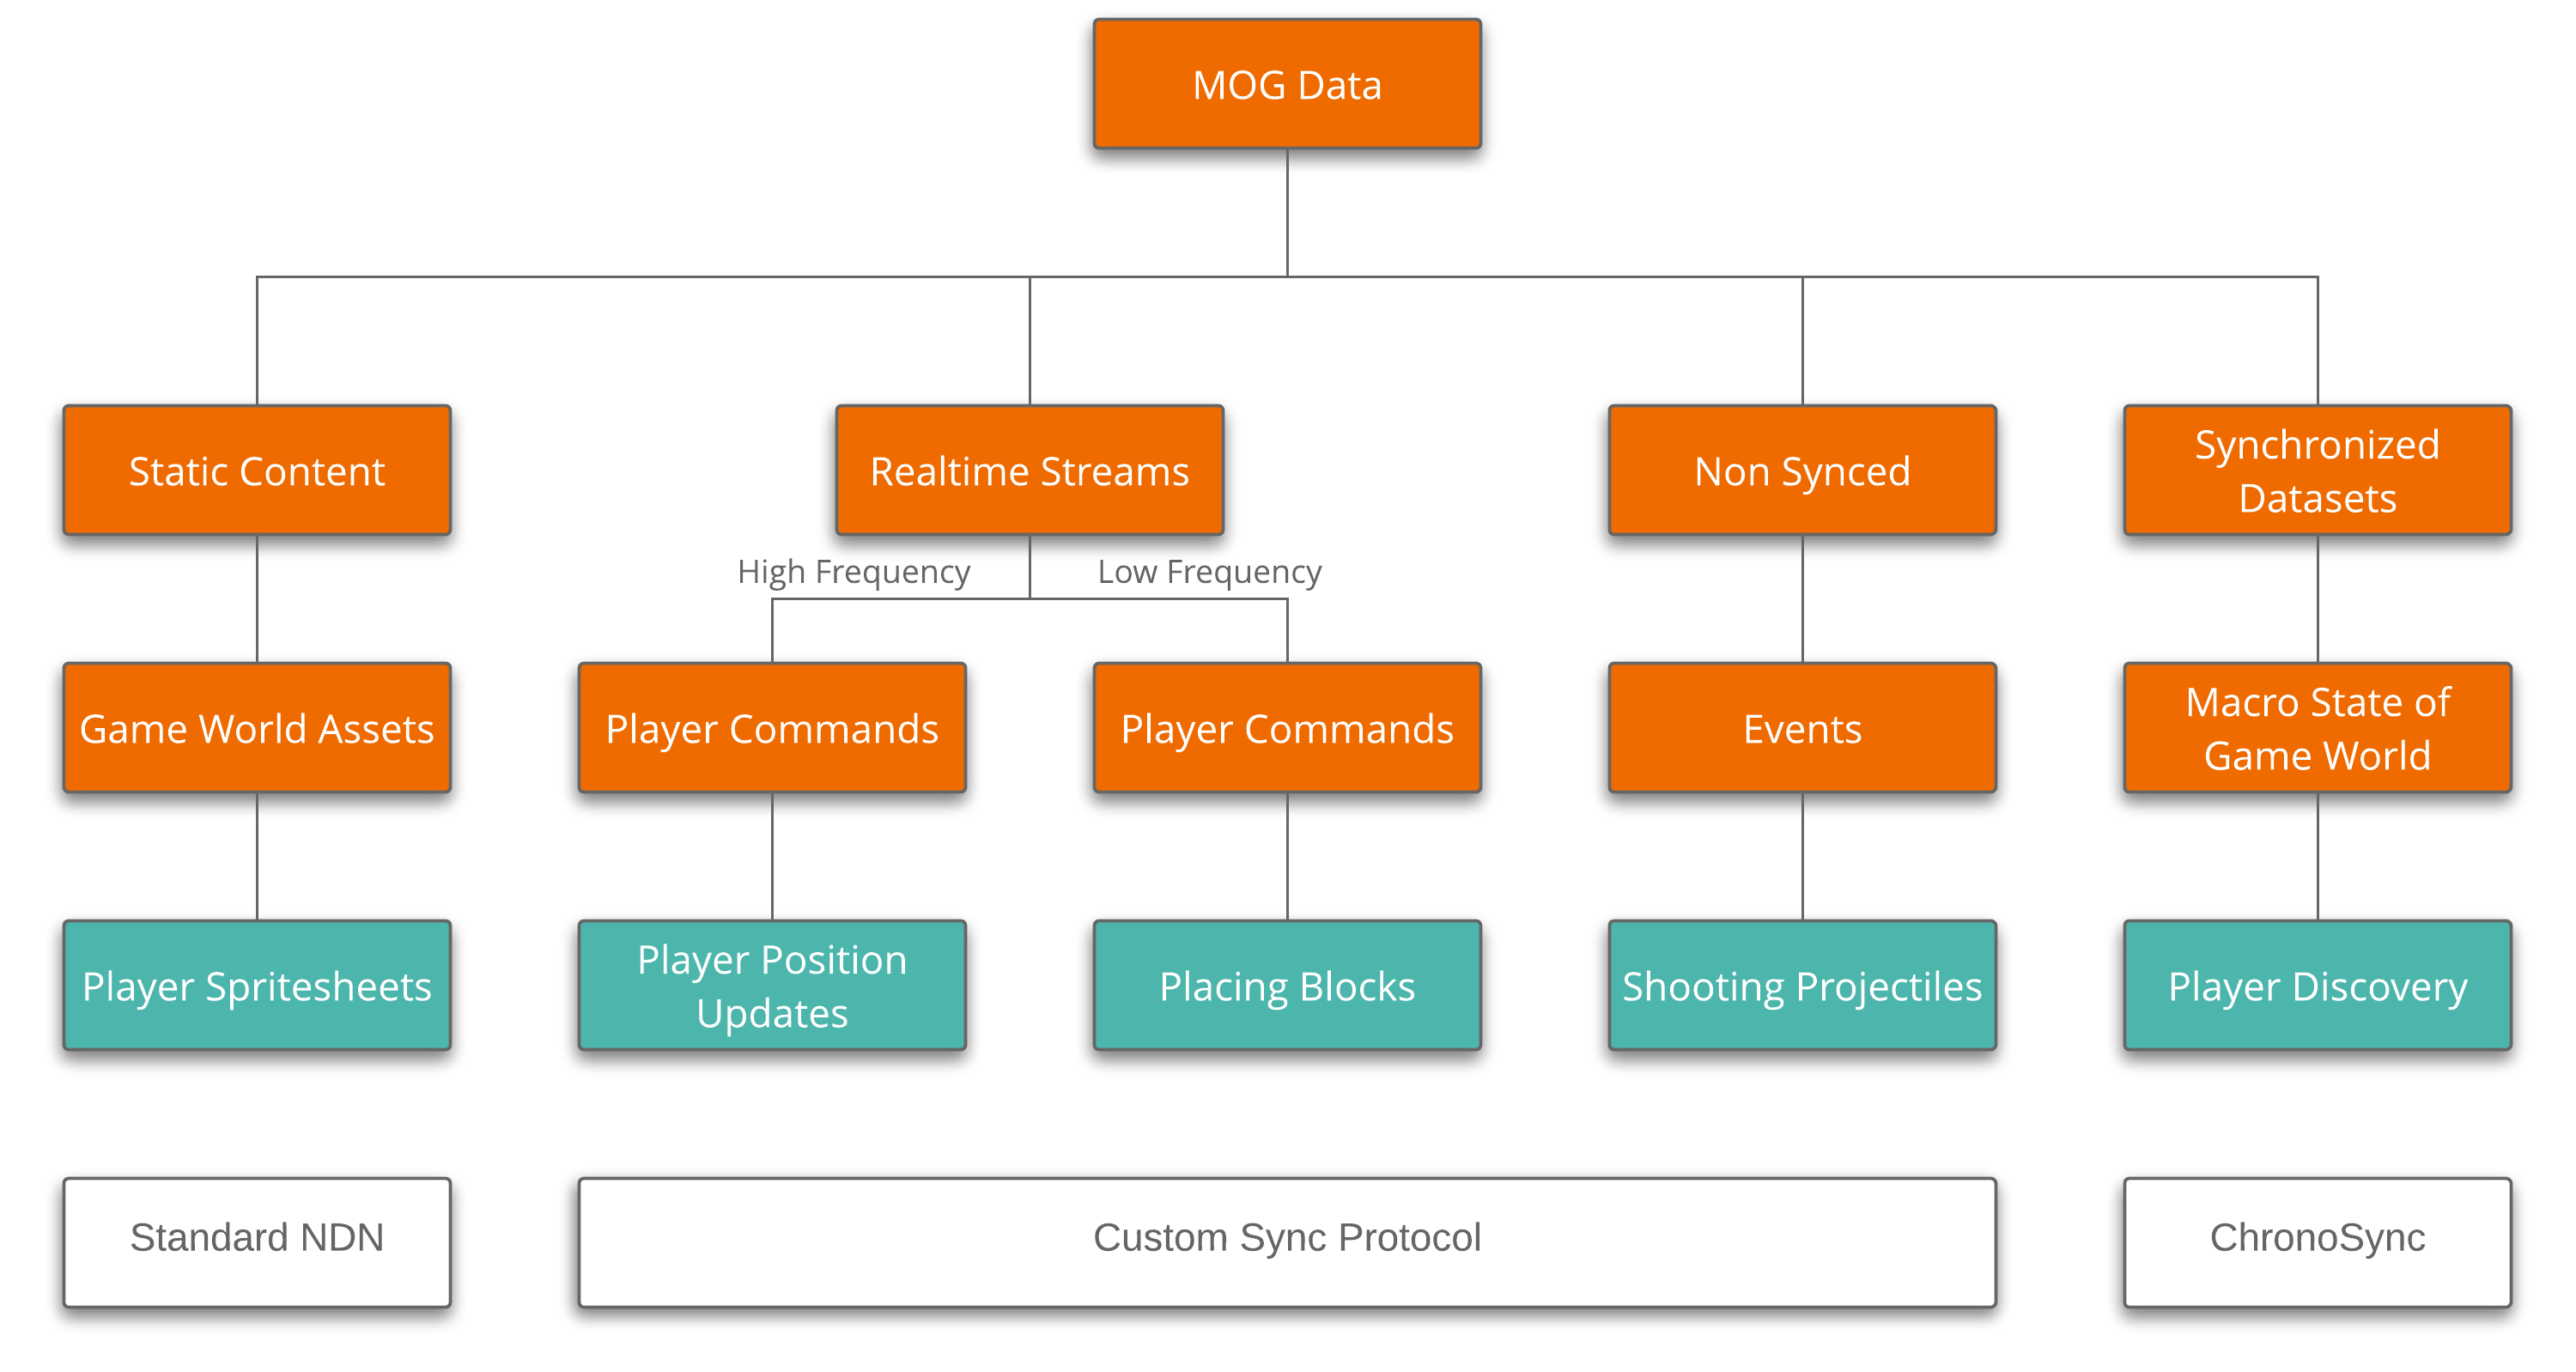 MOG Data
Static Content
Realtime Streams
Non Synced
Synchronized
Datasets
High Frequency
Low Frequency
Game World Assets
Player Commands
Player Commands
Events
Macro State of
Game World
Player Spritesheets
Player Position
Updates
Placing Blocks
Shooting Projectiles
Player Discovery
Standard NDN
Custom Sync Protocol
ChronoSync